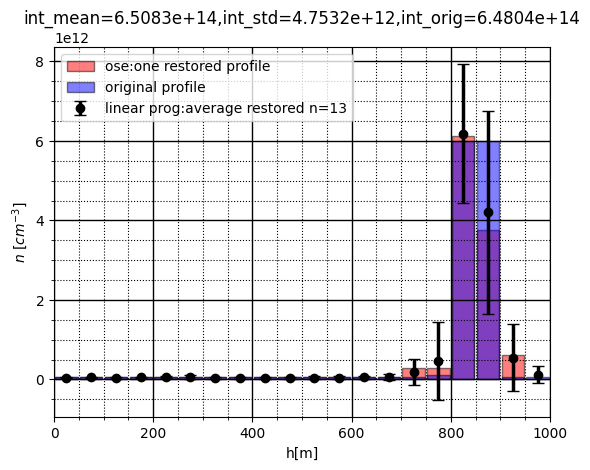 int_mean=6.5083e+14,int_std=4.7532e+12,int_orig=6.4804e+14
1e12
ose:one restored profile
original profile
linear prog:average restored n=13
8
6
4
2
0
n [cm⁻³]
0 200 400 600 800 1000
h[m]